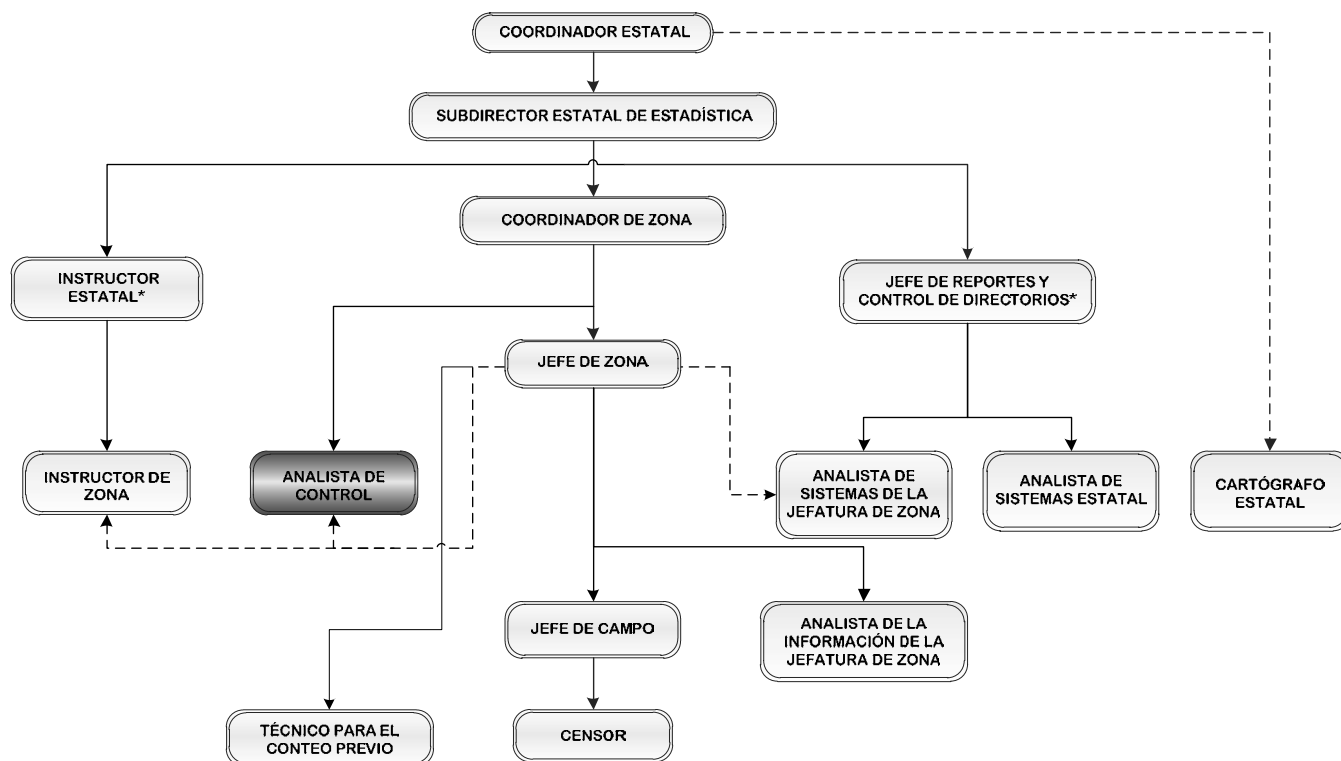 COORDINADOR ESTATAL
SUBDIRECTOR ESTATAL DE ESTADÍSTICA
COORDINADOR DE ZONA
INSTRUCTOR
ESTATAL*
JEFE DE REPORTES Y
CONTROL DE DIRECTORIOS*
JEFE DE ZONA
INSTRUCTOR DE
ZONA
ANALISTA DE
CONTROL
ANALISTA DE
SISTEMAS DE LA
JEFATURA DE ZONA
ANALISTA DE
SISTEMAS ESTATAL
CARTÓGRAFO
ESTATAL
JEFE DE CAMPO
ANALISTA DE LA
INFORMACIÓN DE LA
JEFATURA DE ZONA
TÉCNICO PARA EL
CONTEO PREVIO
CENSOR